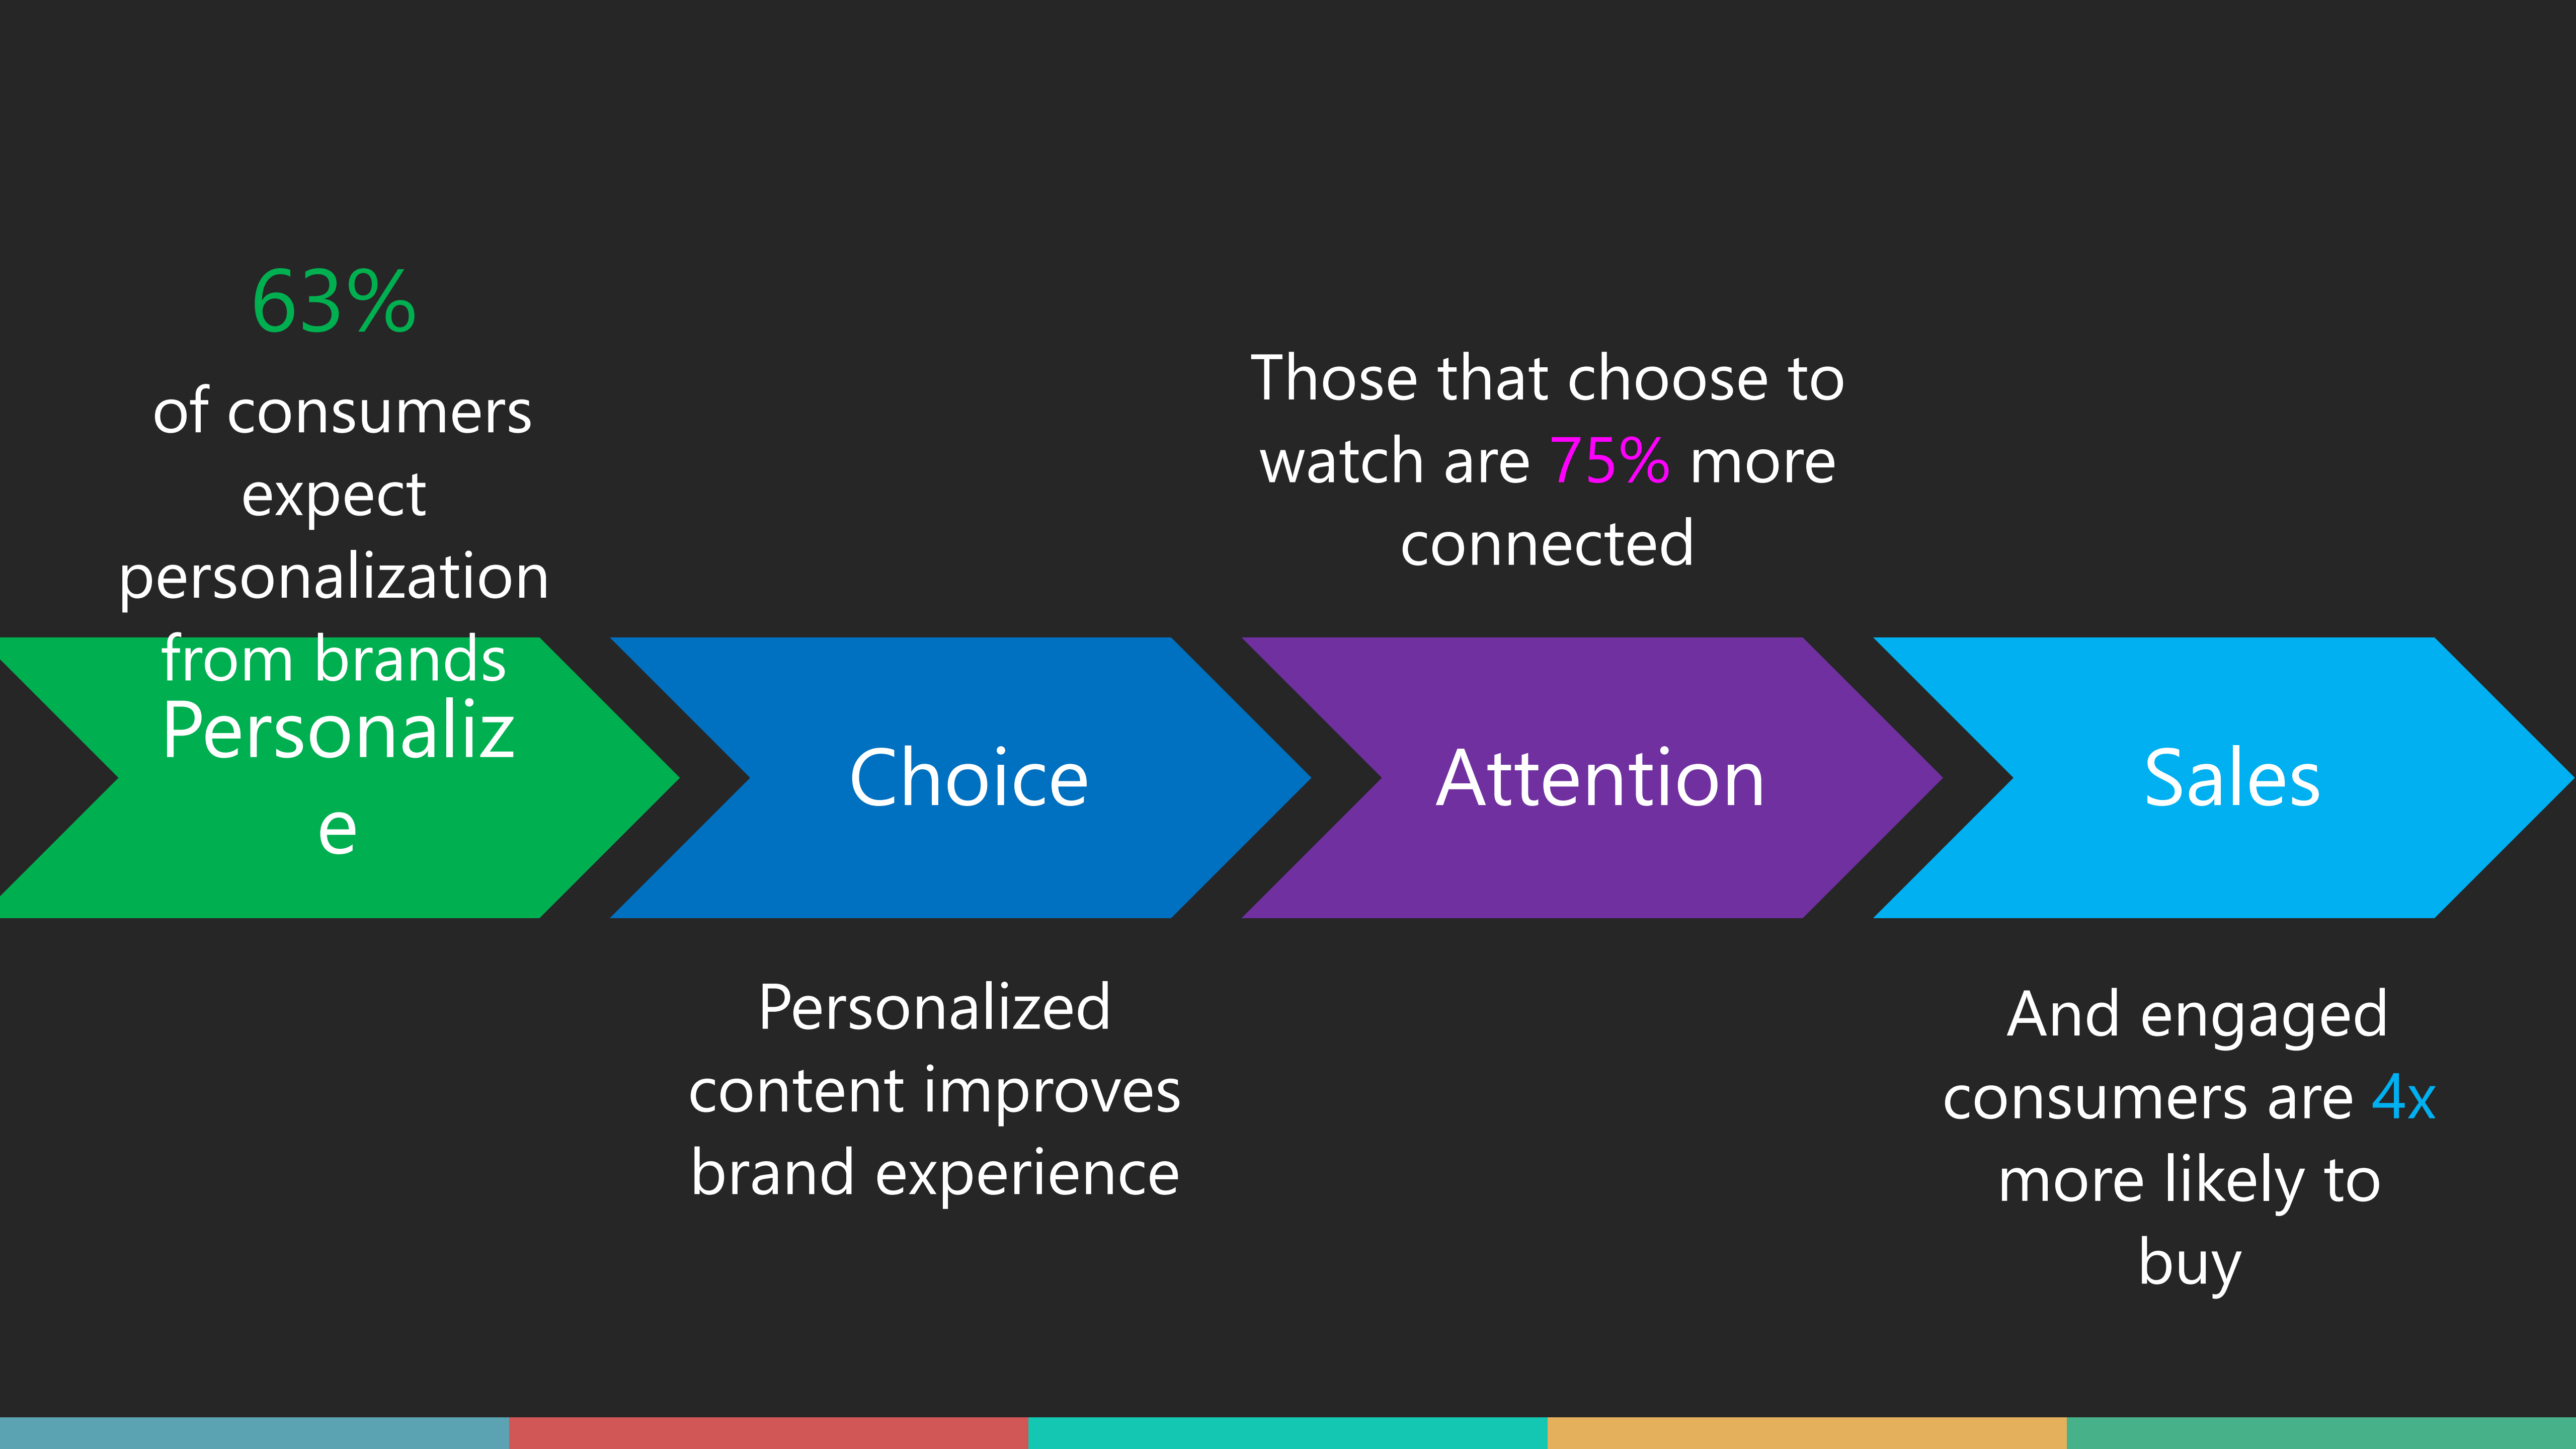 63%
of consumers
expect
personalization
from brands
Personaliz
e
Choice
Personalized
content improves
brand experience
Those that choose to
watch are 75% more
connected
Attention
Sales
And engaged
consumers are 4x
more likely to
buy